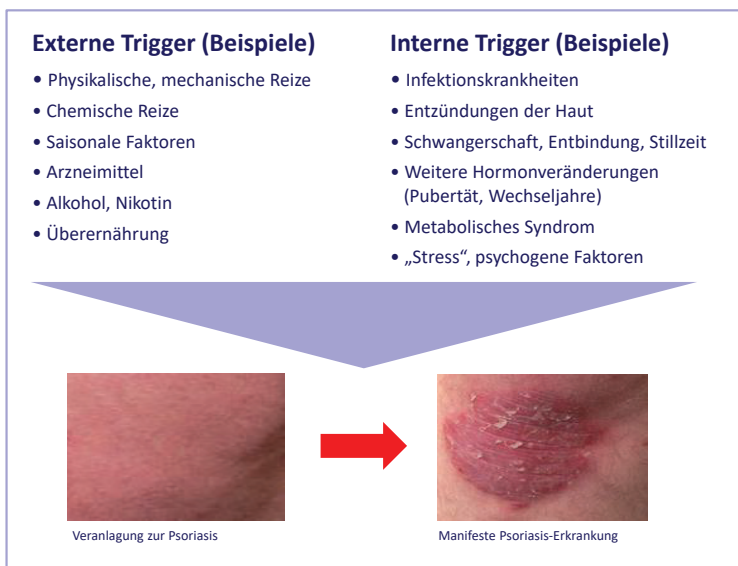 Externe Trigger (Beispiele)
• Physikalische, mechanische Reize
• Chemische Reize
• Saisonale Faktoren
• Arzneimittel
• Alkohol, Nikotin
• Überernährung
Interne Trigger (Beispiele)
• Infektionskrankheiten
• Entzündungen der Haut
• Schwangerschaft, Entbindung, Stillzeit
• Weitere Hormonveränderungen
(Pubertät, Wechseljahre)
• Metabolisches Syndrom
• „Stress“, psychogene Faktoren
Veranlagung zur Psoriasis
Manifeste Psoriasis-Erkrankung